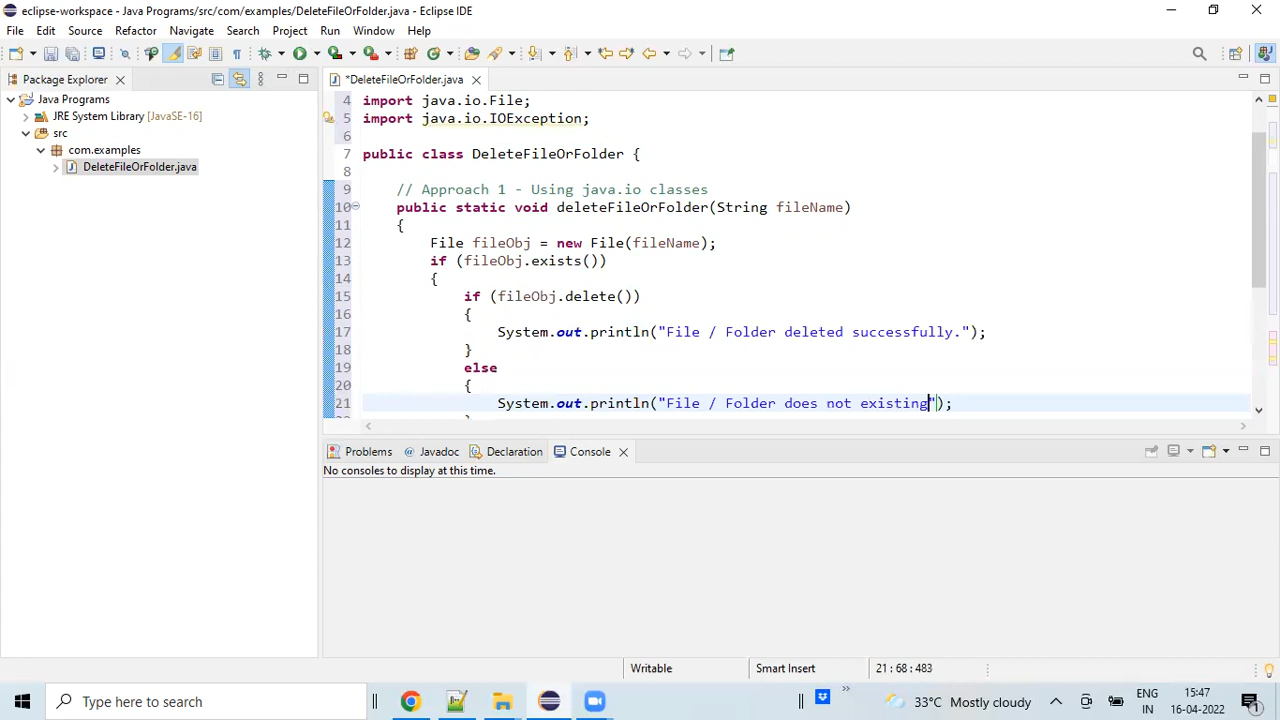 eclipse-workspace - Java Programs/src/com/examples/DeleteFileOrFolder.java - Eclipse IDE
File Edit Source Refactor Navigate Search Project Run Window Help
Package Explorer
*DeleteFileOrFolder.java
Java Programs
JRE System Library [JavaSE-16]
src
com.examples
DeleteFileOrFolder.java
4 import java.io.File;
5 import java.io.IOException;
6
7 public class DeleteFileOrFolder {
8
9 // Approach 1 - Using java.io classes
10 public static void deleteFileOrFolder(String fileName)
11 {
12 File fileObj = new File(fileName);
13 if (fileObj.exists())
14 {
15 if (fileObj.delete())
16 {
17 System.out.println("File / Folder deleted successfully.");
18 }
19 else
20 {
21 System.out.println("File / Folder does not existing");
Problems @ Javadoc Declaration Console
No consoles to display at this time.
Writable Smart Insert 21 : 68 : 483
Type here to search
33°C Mostly cloudy
ENG
IN
15:47
16-04-2022
1